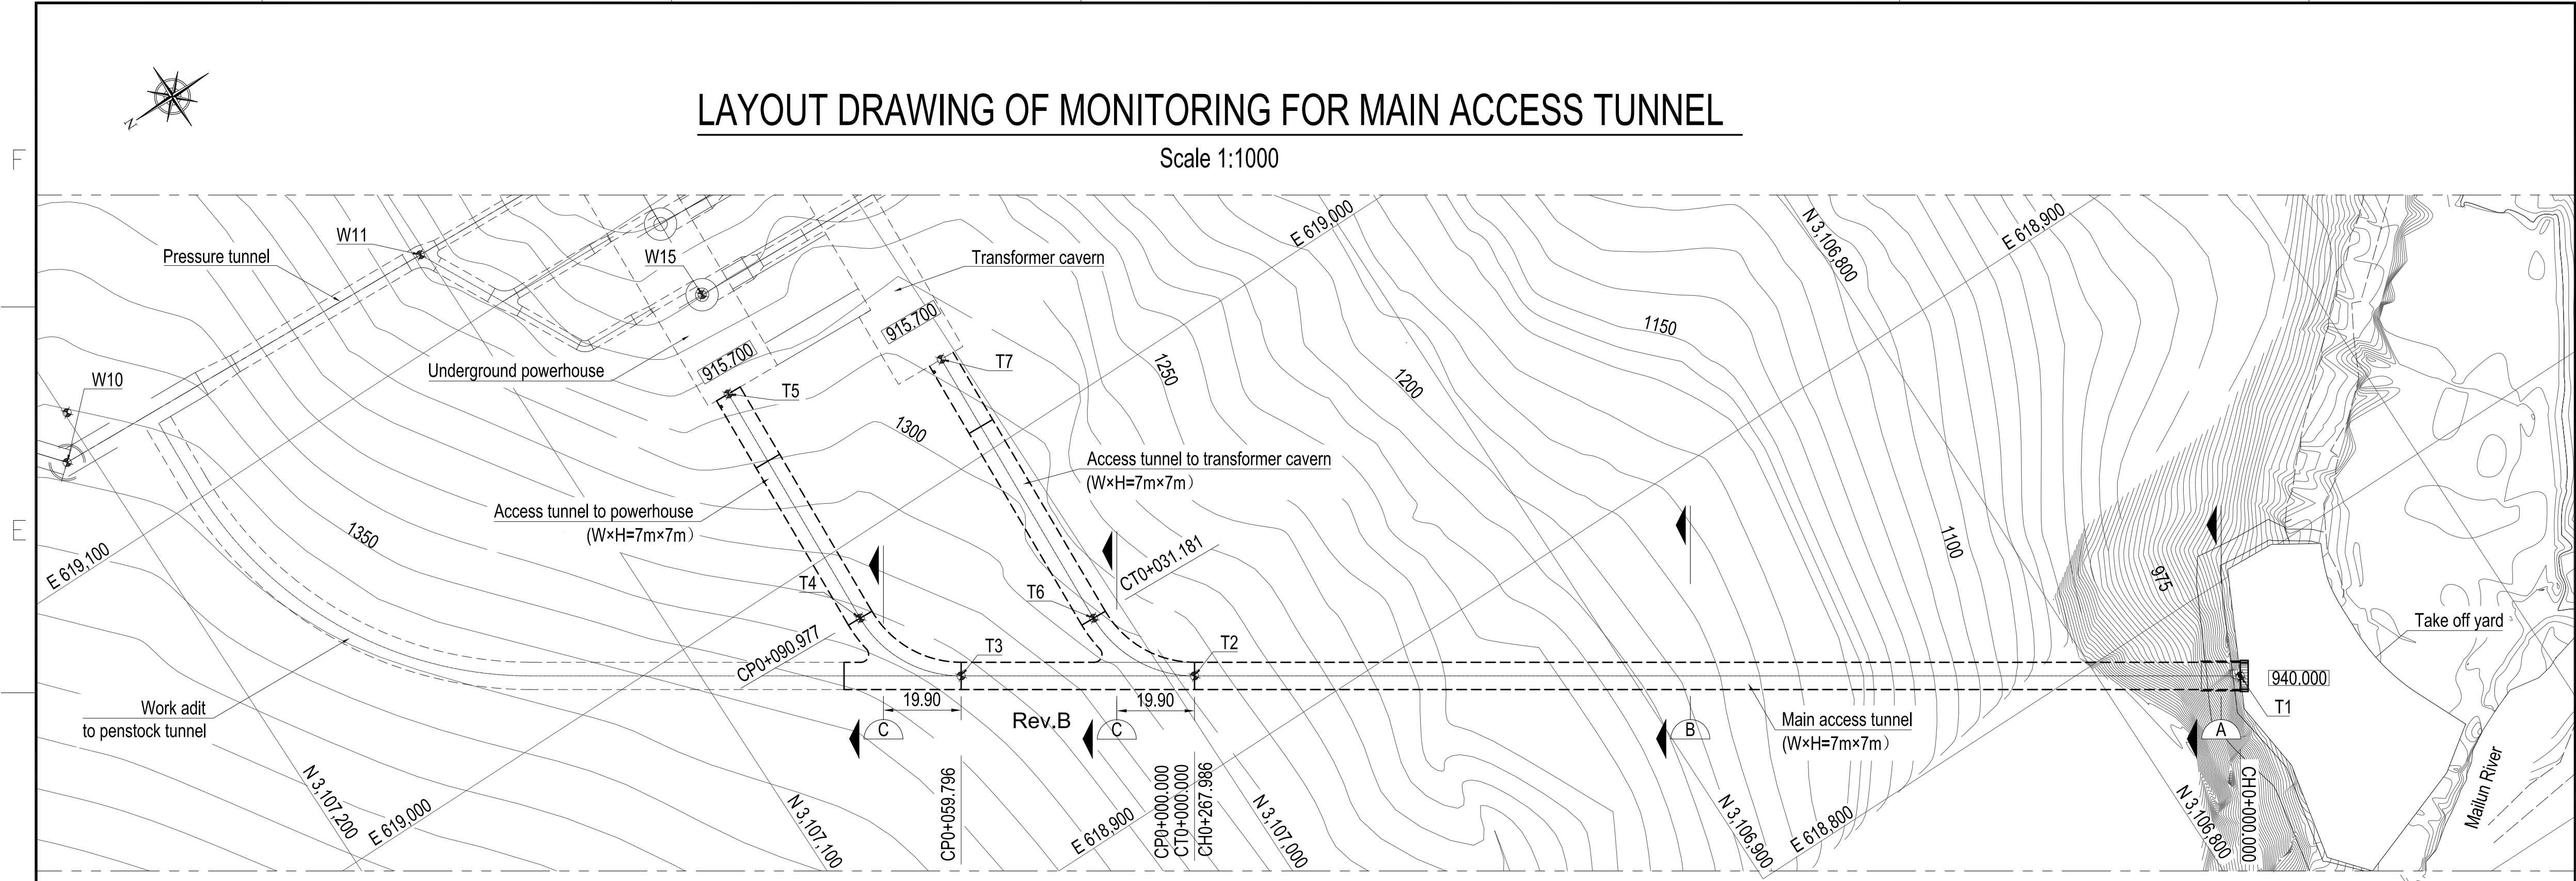 LAYOUT DRAWING OF MONITORING FOR MAIN ACCESS TUNNEL
Scale 1:1000
N
F
E
W11
Pressure tunnel
W15
Transformer cavern
E 619,000
N 3,106,800
E 618,900
915.700
915.700
1150
W10
Underground powerhouse
T5
T7
1250
1200
1300
Access tunnel to transformer cavern
(W×H=7m×7m)
Access tunnel to powerhouse
(W×H=7m×7m)
1350
1100
975
E 619,100
CT0+031.181
T4
T6
Take off yard
CP0+090.977
T3
T2
19.90
19.90
940.000
T1
Work adit
to penstock tunnel
Rev.B
C
C
B
A
Main access tunnel
(W×H=7m×7m)
Mailun River
N 3,107,200
E 619,000
N 3,107,100
CP0+059.796
E 618,900
CP0+000.000
CT0+000.000
CH0+267.986
N 3,107,000
N 3,106,900
E 618,800
N 3,106,800
CH0+000.000